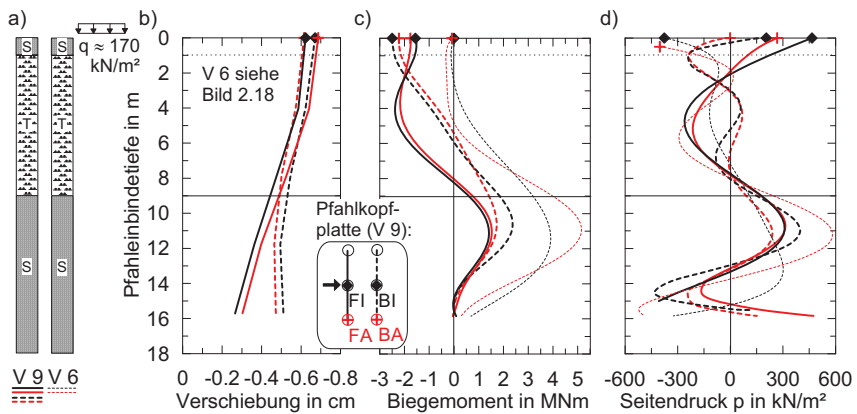 a)
b)
c)
d)
S
S
q ≈ 170
kN/m²
T
T
S
S
V 9
V 6
Pfahleinbindetiefe in m
0
2
4
6
8
10
12
14
16
18
V 6 siehe
Bild 2.18
Pfahlkopf-
platte (V 9):
FI
BI
FA
BA
0
-0.2
-0.4
-0.6
-0.8
Verschiebung in cm
-3
-2
-1
0
1
2
3
4
5
Biegemoment in MNm
-600
-300
0
300
600
Seitendruck p in kN/m²